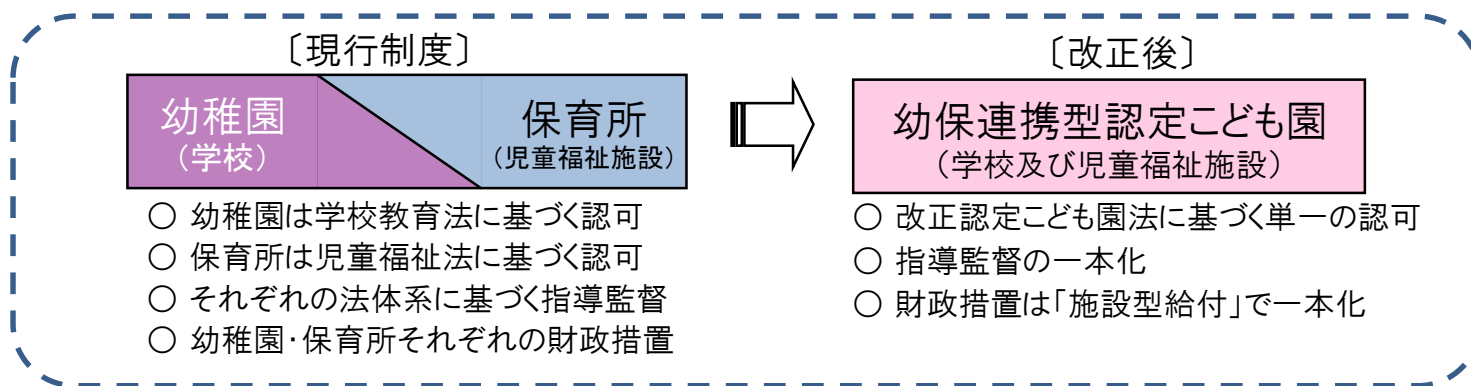 〔現行制度〕
幼稚園
（学校）
保育所
（児童福祉施設）
○ 幼稚園は学校教育法に基づく認可
○ 保育所は児童福祉法に基づく認可
○ それぞれの法体系に基づく指導監督
○ 幼稚園・保育所それぞれの財政措置
〔改正後〕
幼保連携型認定こども園
（学校及び児童福祉施設）
○ 改正認定こども園法に基づく単一の認可
○ 指導監督の一本化
○ 財政措置は「施設型給付」で一本化